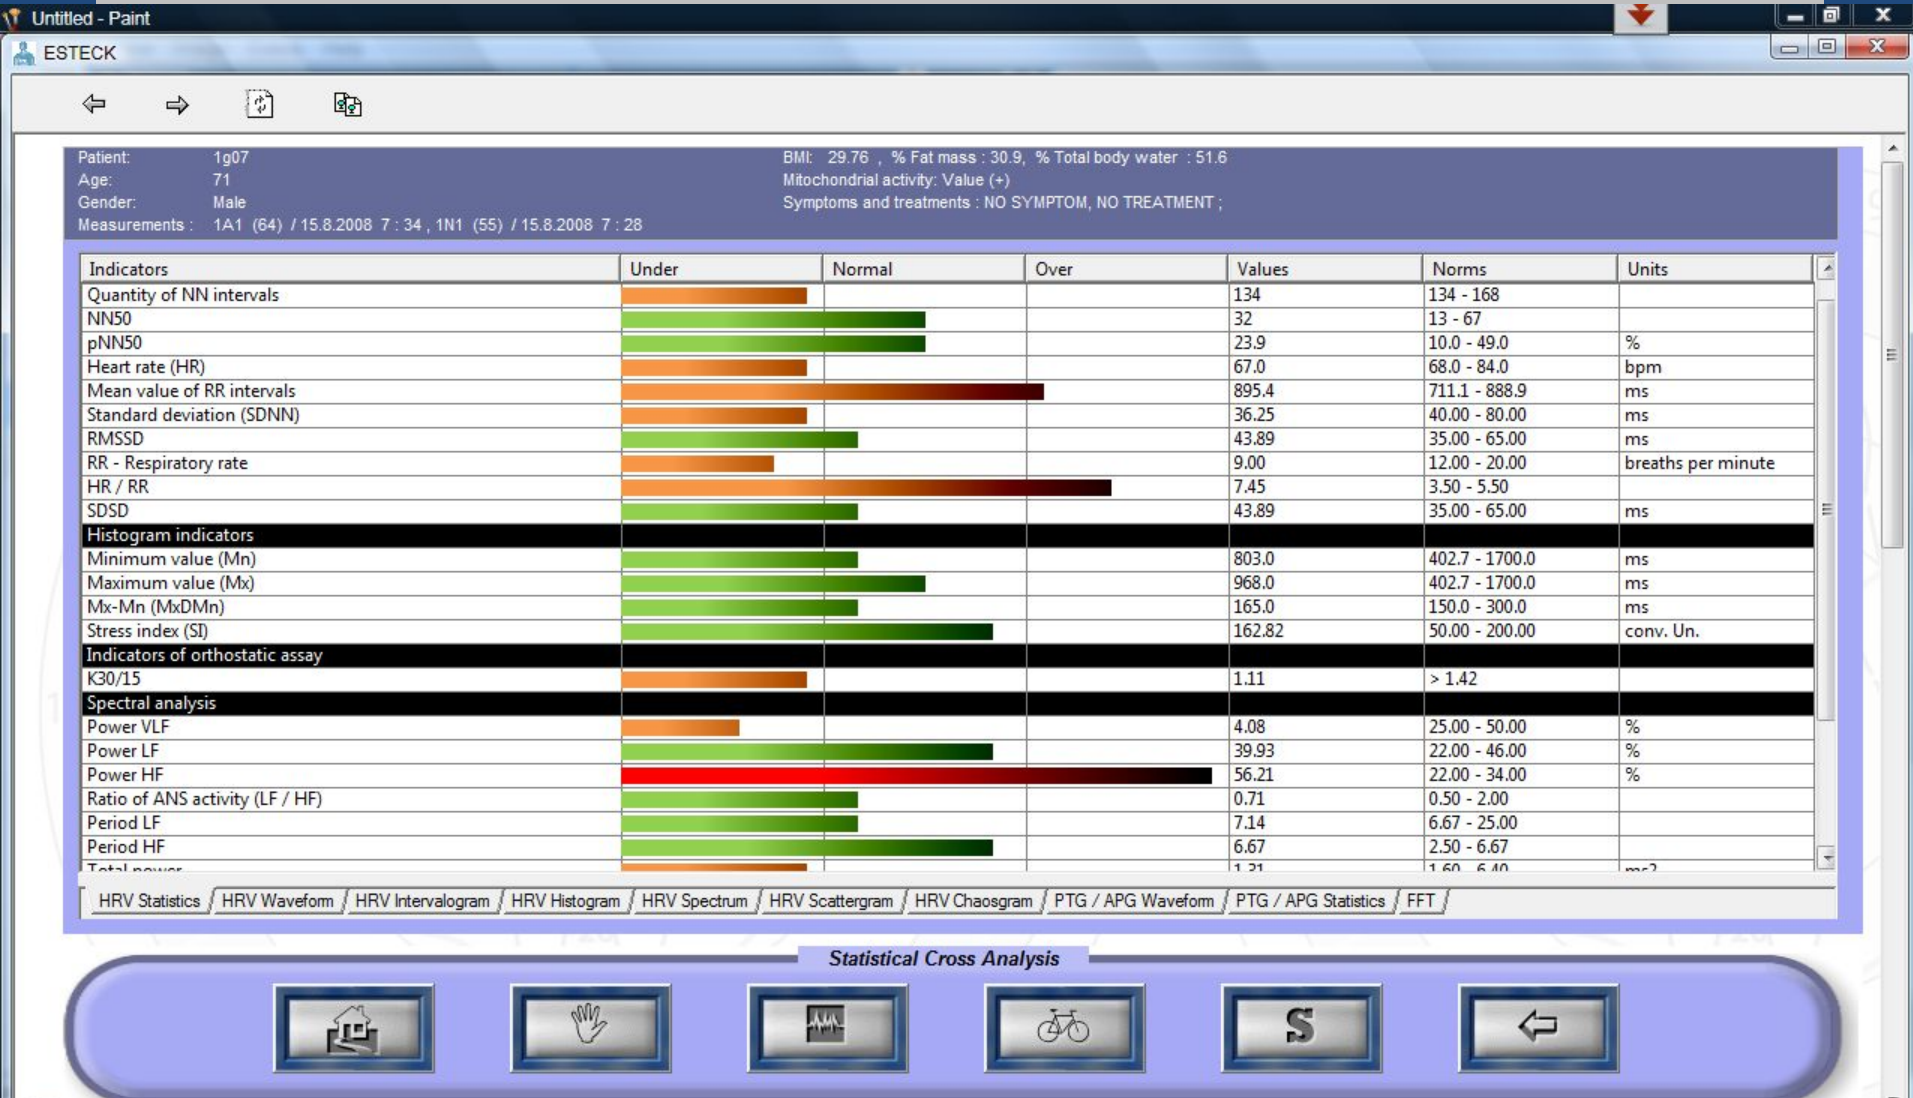 Untitled - Paint
ESTECK
Patient: 1g07 BMI: 29.76 , % Fat mass : 30.9, % Total body water : 51.6
Age: 71 Mitochondrial activity: Value (+)
Gender: Male Symptoms and treatments : NO SYMPTOM, NO TREATMENT ;
Measurements : 1A1 (64) / 15.8.2008 7 : 34 , 1N1 (55) / 15.8.2008 7 : 28
Indicators Under Normal Over Values Norms Units
Quantity of NN intervals 134 134 - 168
NN50 32 13 - 67
pNN50 23.9 10.0 - 49.0 %
Heart rate (HR) 67.0 68.0 - 84.0 bpm
Mean value of RR intervals 895.4 711.1 - 888.9 ms
Standard deviation (SDNN) 36.25 40.00 - 80.00 ms
RMSSD 43.89 35.00 - 65.00 ms
RR - Respiratory rate 9.00 12.00 - 20.00 breaths per minute
HR / RR 7.45 3.50 - 5.50
SDSD 43.89 35.00 - 65.00 ms
Histogram indicators
Minimum value (Mn) 803.0 402.7 - 1700.0 ms
Maximum value (Mx) 968.0 402.7 - 1700.0 ms
Mx-Mn (MxDMn) 165.0 150.0 - 300.0 ms
Stress index (SI) 162.82 50.00 - 200.00 conv. Un.
Indicators of orthostatic assay
K30/15 1.11 > 1.42
Spectral analysis
Power VLF 4.08 25.00 - 50.00 %
Power LF 39.93 22.00 - 46.00 %
Power HF 56.21 22.00 - 34.00 %
Ratio of ANS activity (LF / HF) 0.71 0.50 - 2.00
Period LF 7.14 6.67 - 25.00
Period HF 6.67 2.50 - 6.67
Total power 1.31 1.60 - 6.40 ms2
HRV Statistics HRV Waveform HRV Intervalogram HRV Histogram HRV Spectrum HRV Scattergram HRV Chaosgram PTG / APG Waveform PTG / APG Statistics FFT
Statistical Cross Analysis
S